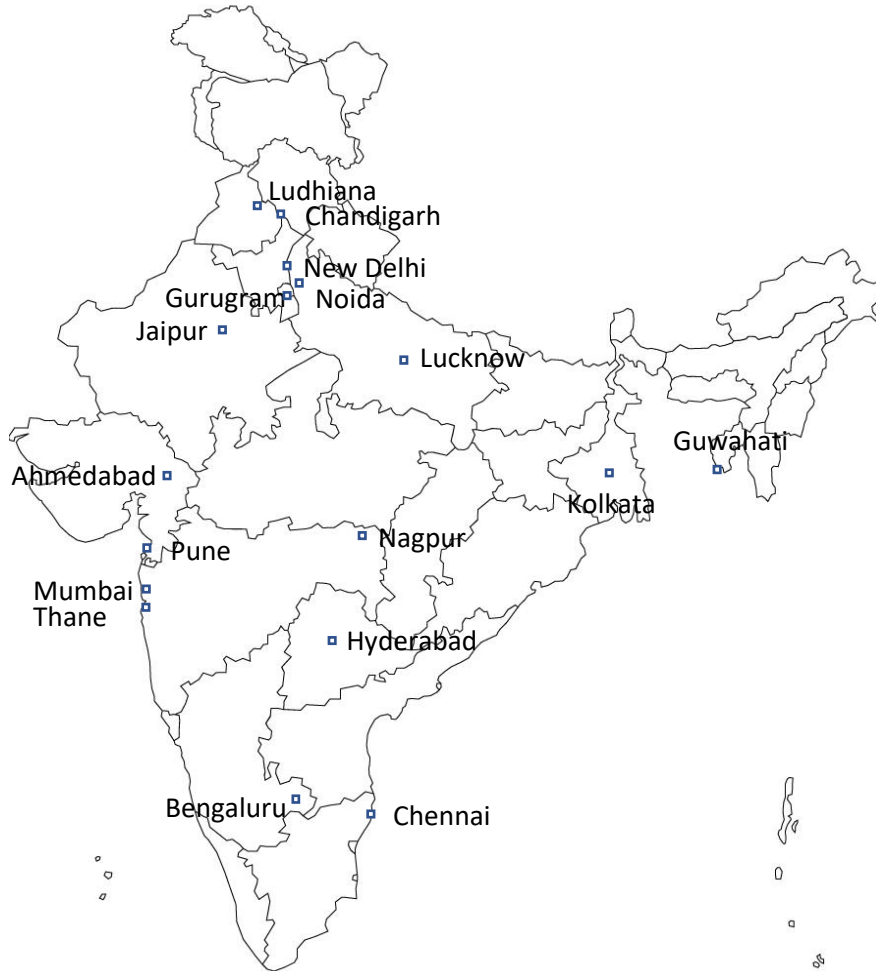 Ludhiana
Chandigarh
New Delhi
Gurugram
Noida
Jaipur
Lucknow
Guwahati
Ahmedabad
Kolkata
Nagpur
Pune
Mumbai
Thane
Hyderabad
Bengaluru
Chennai